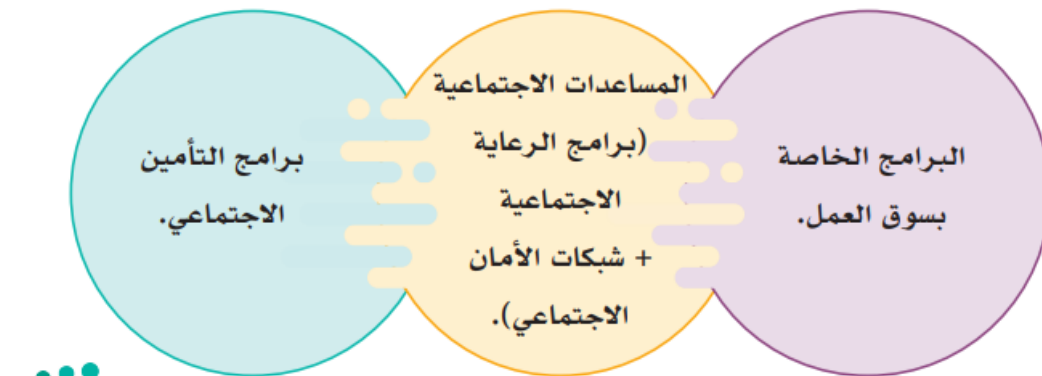 البرامج الخاصة
بسوق العمل.
المساعدات الاجتماعية
(برامج الرعاية
الاجتماعية
+ شبكات الأمان
الاجتماعي).
برامج التأمين
الاجتماعي.